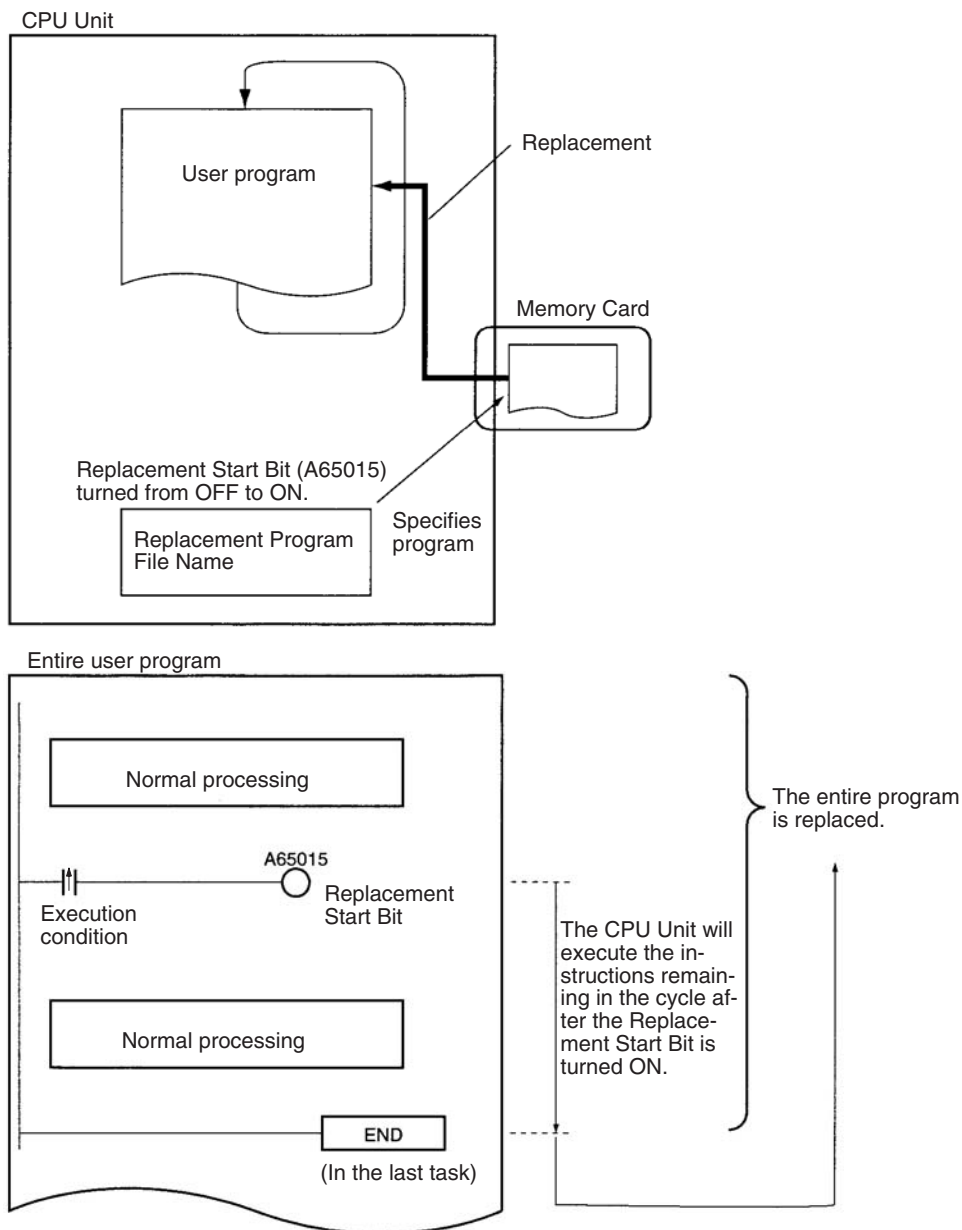 CPU Unit
User program
Replacement
Memory Card
Replacement Start Bit (A65015)
turned from OFF to ON.
Replacement Program
File Name
Specifies
program
Entire user program
Normal processing
The entire program
is replaced.
A65015
Replacement
Start Bit
Execution
condition
The CPU Unit will
execute the in-
structions remain-
ing in the cycle af-
ter the Replace-
ment Start Bit is
turned ON.
Normal processing
END
(In the last task)